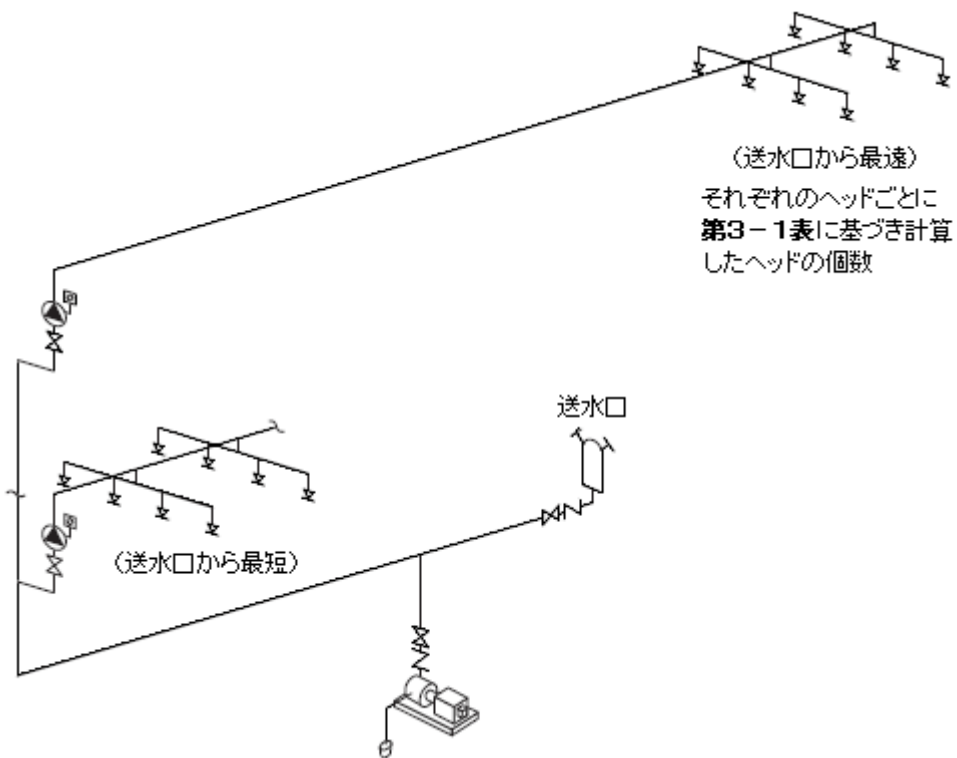 （送水口から最遠）
それぞれのヘッドごとに
第３－１表に基づき計算
したヘッドの個数
送水口
（送水口から最短）